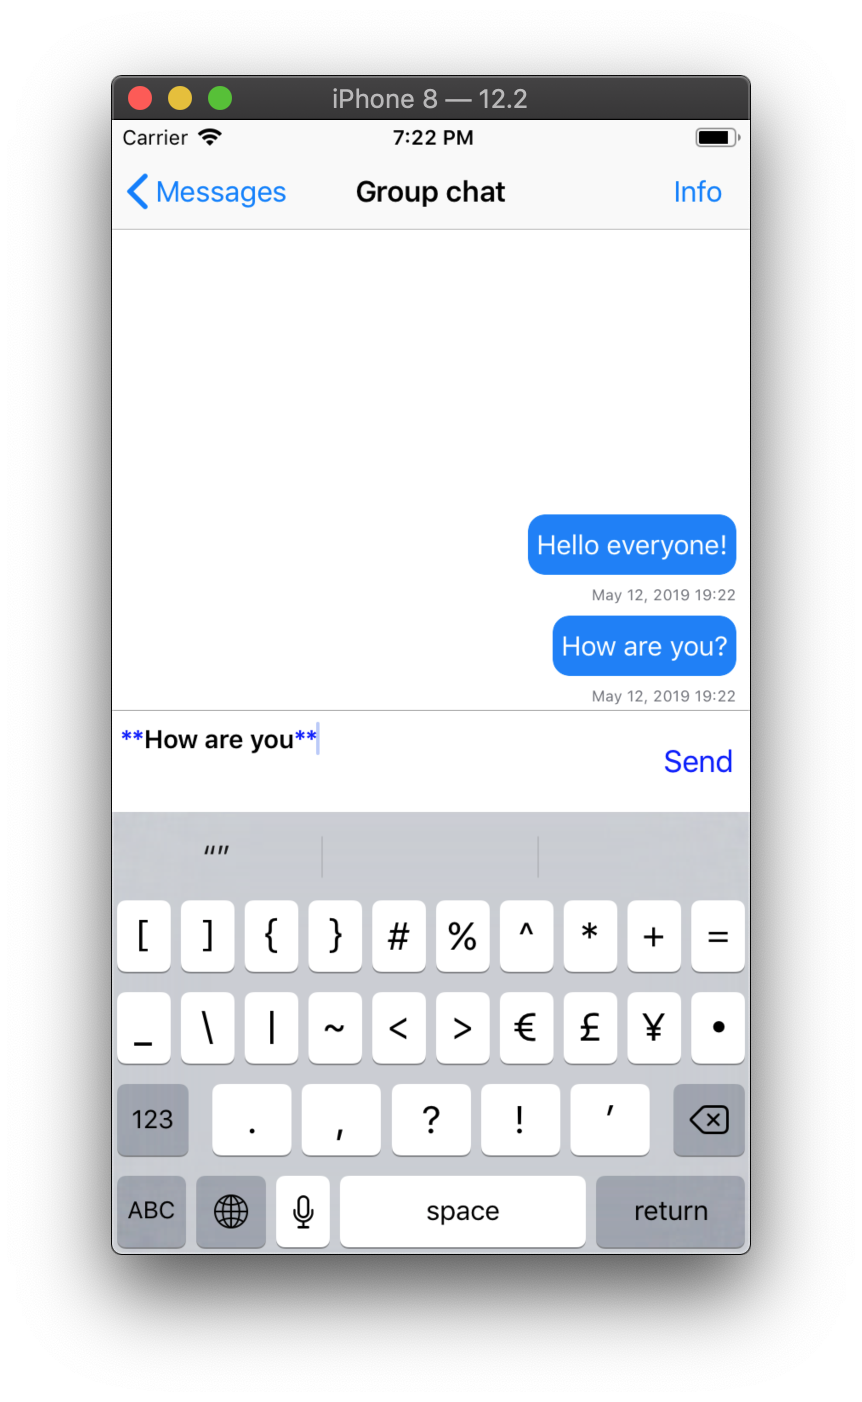 iPhone 8 — 12.2
Carrier 7:22 PM
Messages Group chat Info
Hello everyone!
May 12, 2019 19:22
How are you?
May 12, 2019 19:22
**How are you**
Send
“”
[ ] { } # % ^ * + =
_ \ | ~ < > € £ ¥ •
123 . , ? ! ′
ABC space return